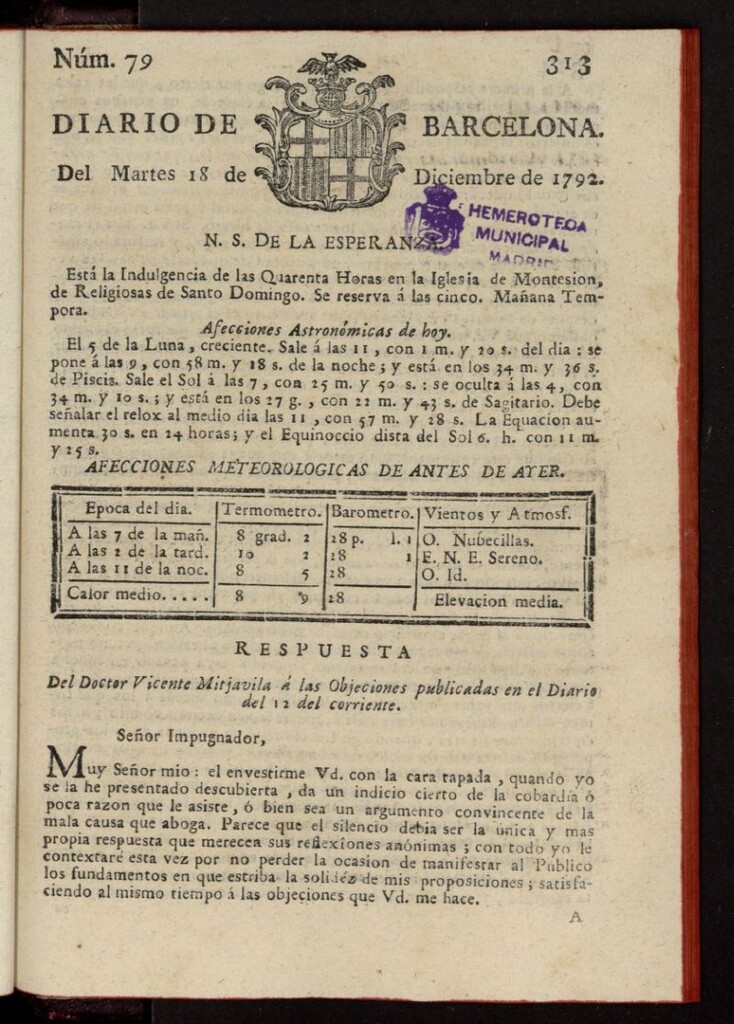 Núm. 79
313
DIARIO DE BARCELONA.
Del Martes 18 de Diciembre de 1792.
HEMEROTECA
MUNICIPAL
MADRID
N. S. DE LA ESPERANZA.
Está la Indulgencia de las Quarenta Horas en la Iglesia de Montesion,
de Religiosas de Santo Domingo. Se reserva á las cinco. Mañana Tem-
pora.
Afecciones Astronómicas de hoy.
El 5 de la Luna, creciente. Sale á las 11, con 1 m. y 20 s. del dia: se
pone á las 9, con 58 m. y 18 s. de la noche; y está en los 34 m. y 36 s.
de Piscis. Sale el Sol á las 7, con 25 m. y 50 s.: se oculta á las 4, con
34 m. y 10 s.; y está en los 27 g., con 22 m. y 43 s. de Sagitario. Debe
señalar el relox al medio dia las 11, con 57 m. y 28 s. La Equacion au-
menta 30 s. en 24 horas; y el Equinoccio dista del Sol 6. h. con 11 m.
y 25 s.
AFECCIONES METEOROLOGICAS DE ANTES DE AYER.
Epoca del dia. Termometro. Barometro. Vientos y Atmosf.
A las 7 de la mañ. 8 grad. 2 28 p. l. 1 O. Nubecillas.
A las 2 de la tard. 10 2 28 1 E. N. E. Sereno.
A las 11 de la noc. 8 5 28 O. Id.
Calor medio..... 8 9 28 Elevacion media.
RESPUESTA
Del Doctor Vicente Mitjavila á las Objeciones publicadas en el Diario
del 12 del corriente.
Señor Impugnador,
Muy Señor mio: el envestirme Vd. con la cara tapada, quando yo
se la he presentado descubierta, da un indicio cierto de la cobardía ó
poca razon que le asiste, ó bien sea un argumento convincente de la
mala causa que aboga. Parece que el silencio debia ser la única y mas
propia respuesta que merecen sus reflexîones anónimas; con todo yo le
contextaré esta vez por no perder la ocasion de manifestar al Público
los fundamentos en que estriba la solidéz de mis proposiciones; satisfa-
ciendo al mismo tiempo á las objeciones que Vd. me hace.
A